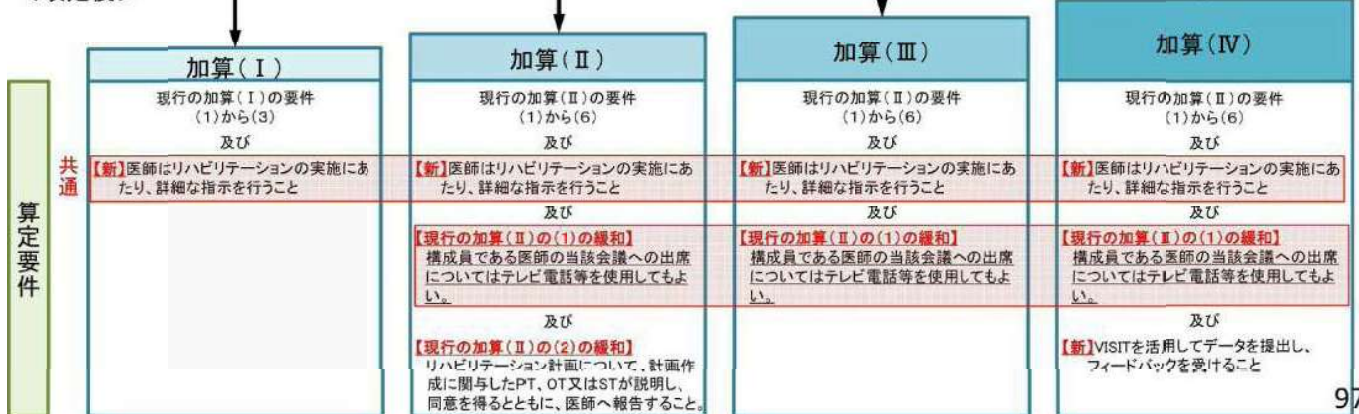 加算(Ⅰ)
現行の加算(Ⅰ)の要件
(1)から(3)
及び
【新】医師はリハビリテーションの実施にあ
たり、詳細な指示を行うこと
加算(Ⅱ)
現行の加算(Ⅱ)の要件
(1)から(6)
及び
【新】医師はリハビリテーションの実施にあ
たり、詳細な指示を行うこと
及び
【現行の加算(Ⅱ)の(1)の緩和】
構成員である医師の当該会議への出席
についてはテレビ電話等を使用してもよ
い。
及び
【現行の加算(Ⅱ)の(2)の緩和】
リハビリテーション計画について、計画作
成に関与したPT、OT又はSTが説明し、
同意を得るとともに、医師へ報告すること。
加算(Ⅲ)
現行の加算(Ⅱ)の要件
(1)から(6)
及び
【新】医師はリハビリテーションの実施にあ
たり、詳細な指示を行うこと
及び
【現行の加算(Ⅱ)の(1)の緩和】
構成員である医師の当該会議への出席
についてはテレビ電話等を使用してもよ
い。
加算(Ⅳ)
現行の加算(Ⅱ)の要件
(1)から(6)
及び
【新】医師はリハビリテーションの実施にあ
たり、詳細な指示を行うこと
及び
【現行の加算(Ⅱ)の(1)の緩和】
構成員である医師の当該会議への出席
についてはテレビ電話等を使用してもよ
い。
及び
【新】VISITを活用してデータを提出し、
フィードバックを受けること
共通
算定要件
97